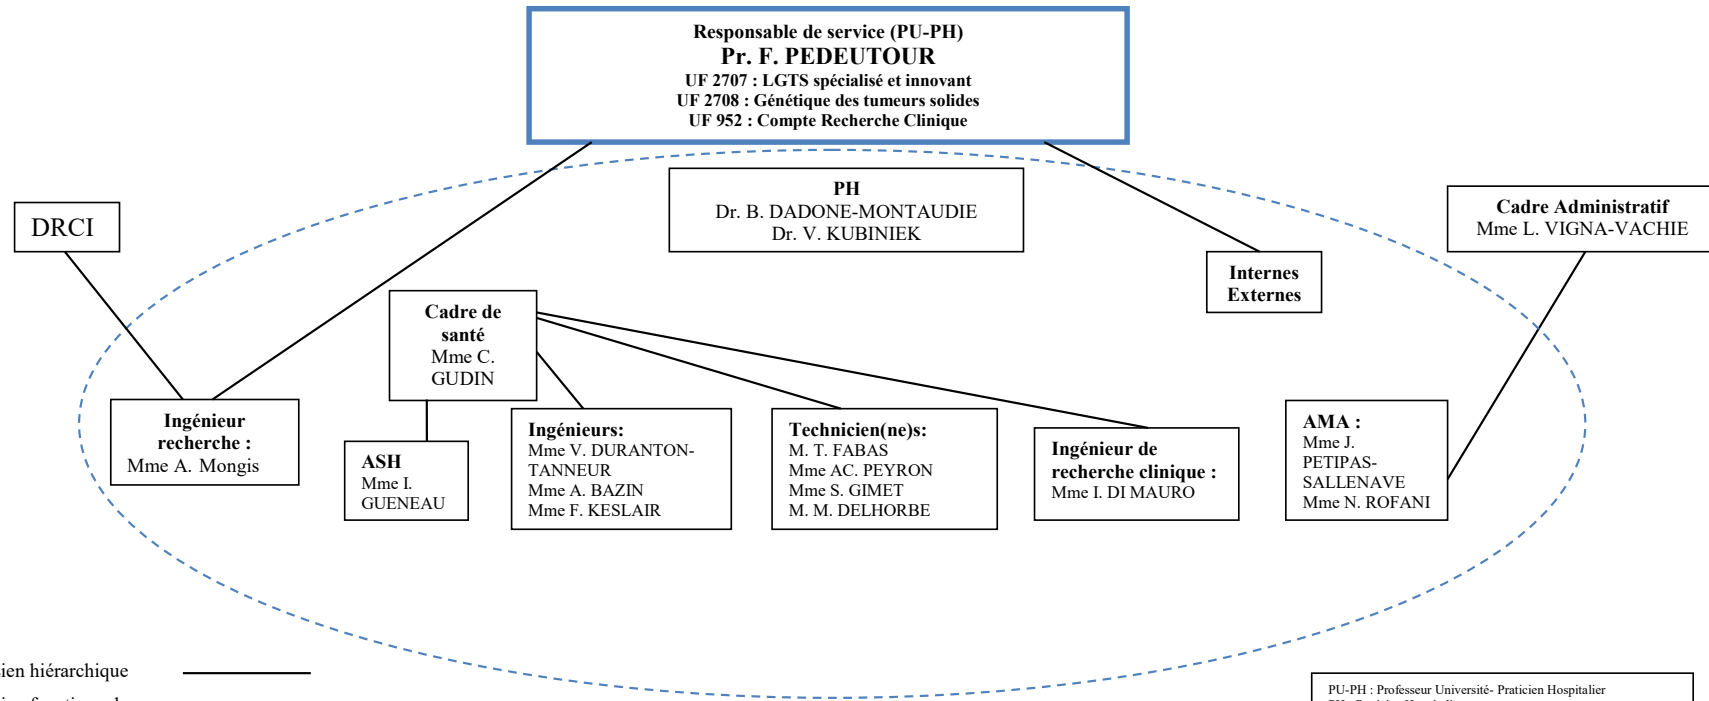 Responsable de service (PU-PH)
Pr. F. PEDEUTOUR
UF 2707 : LGTS spécialisé et innovant
UF 2708 : Génétique des tumeurs solides
UF 952 : Compte Recherche Clinique
PH
Dr. B. DADONE-MONTAUDIE
Dr. V. KUBINIEK
DRCI
Cadre Administratif
Mme L. VIGNA-VACHIE
Internes
Externes
Cadre de
santé
Mme C.
GUDIN
Ingénieur
recherche :
Mme A. Mongis
ASH
Mme I.
GUENEAU
Ingénieurs:
Mme V. DURANTON-
TANNEUR
Mme A. BAZIN
Mme F. KESLAIR
Technicien(ne)s:
M. T. FABAS
Mme AC. PEYRON
Mme S. GIMET
M. M. DELHORBE
Ingénieur de
recherche clinique :
Mme I. DI MAURO
AMA :
Mme J.
PETIPAS-
SALLENAVE
Mme N. ROFANI
ien hiérarchique
PU-PH : Professeur Université- Praticien Hospitalier